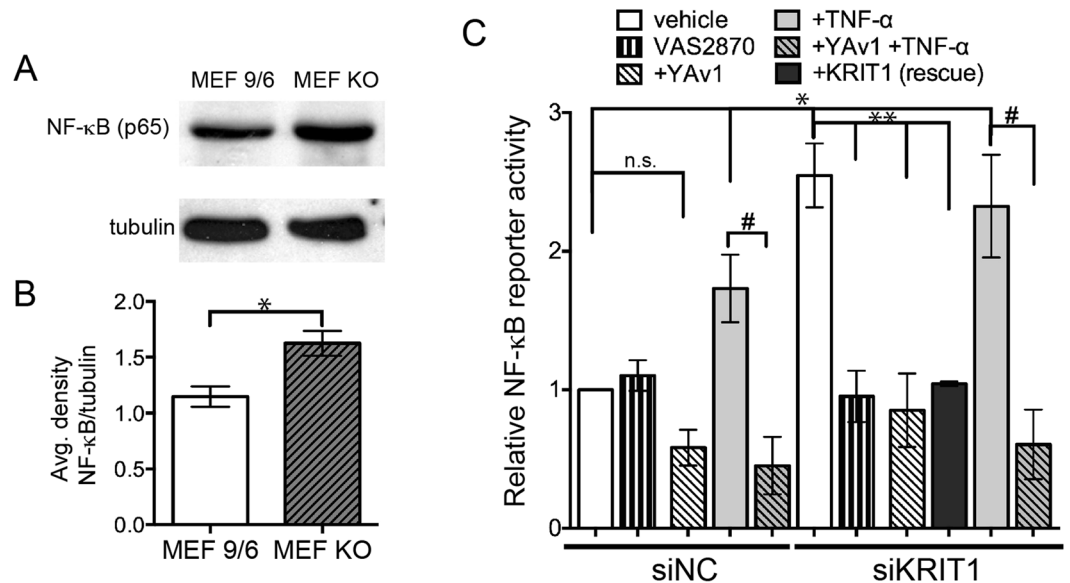 A
MEF 9/6 MEF KO
NF-κB (p65)
tubulin
B
Avg. density
NF-κB/tubulin
2.0
1.5
1.0
0.5
0.0
*
MEF 9/6 MEF KO
C
vehicle
VAS2870
+YAv1
+TNF-α
+YAv1 +TNF-α
+KRIT1 (rescue)
Relative NF-κB reporter activity
3
2
1
0
*
**
#
n.s.
#
siNC siKRIT1